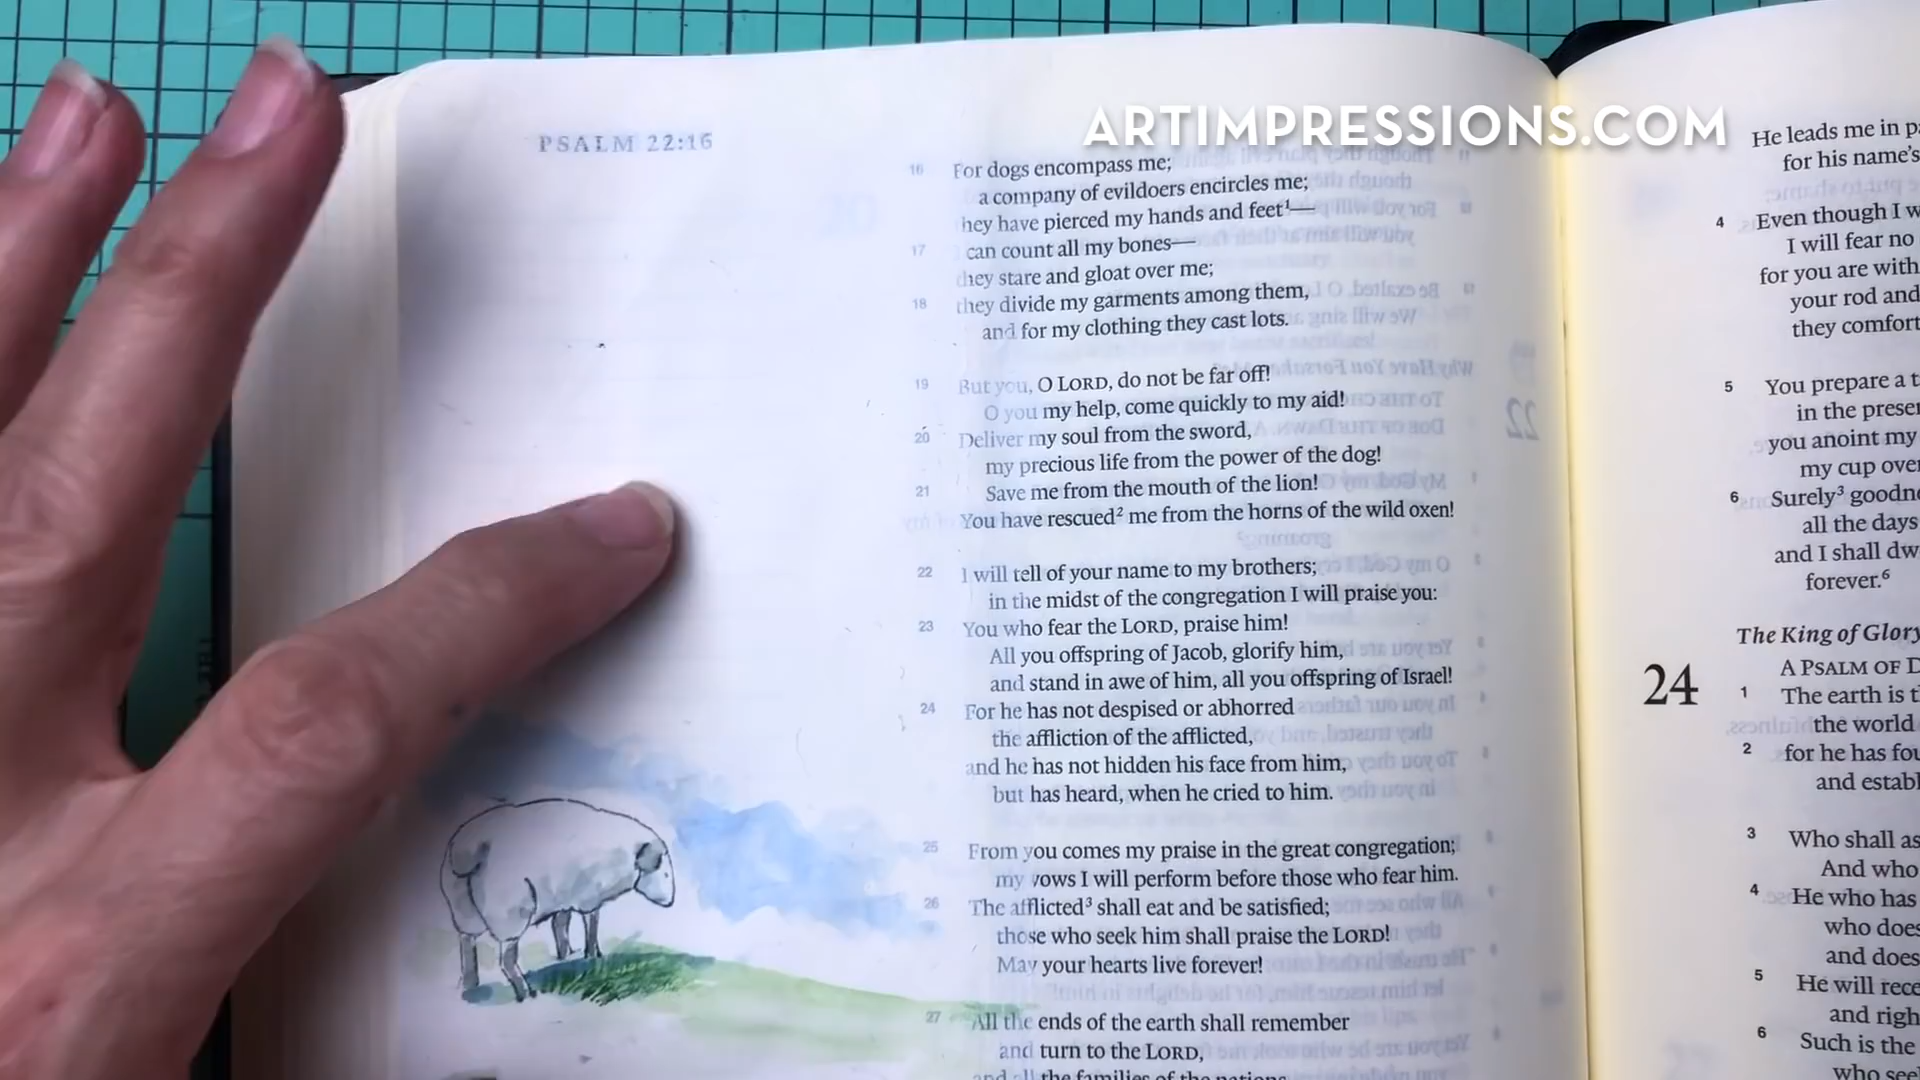 ARTIMPRESSIONS.COM
PSALM 22:16
16 For dogs encompass me;
a company of evildoers encircles me;
hey have pierced my hands and feet¹—
17 can count all my bones—
they stare and gloat over me;
18 they divide my garments among them,
and for my clothing they cast lots.
19 But you, O LORD, do not be far off!
O you my help, come quickly to my aid!
20 Deliver my soul from the sword,
my precious life from the power of the dog!
21 Save me from the mouth of the lion!
You have rescued² me from the horns of the wild oxen!
22 I will tell of your name to my brothers;
in the midst of the congregation I will praise you:
23 You who fear the LORD, praise him!
All you offspring of Jacob, glorify him,
and stand in awe of him, all you offspring of Israel!
24 For he has not despised or abhorred
the affliction of the afflicted,
and he has not hidden his face from him,
but has heard, when he cried to him.
25 From you comes my praise in the great congregation;
my vows I will perform before those who fear him.
26 The afflicted³ shall eat and be satisfied;
those who seek him shall praise the LORD!
May your hearts live forever!
27 All the ends of the earth shall remember
and turn to the LORD,
and all the families of the nations
He leads me in
for his name's
4 Even though I
I will fear no
for you are with
your rod and
they comfort
5 You prepare a
in the
you anoint my
my cup
6 Surely³
all the days
and I shall
forever.⁶
The King of Glory
24 A PSALM OF
1 The earth is
the world
2 for he has
and
3 Who shall
And who
4 He who has
who does
and does
5 He will
and
6 Such is the
who